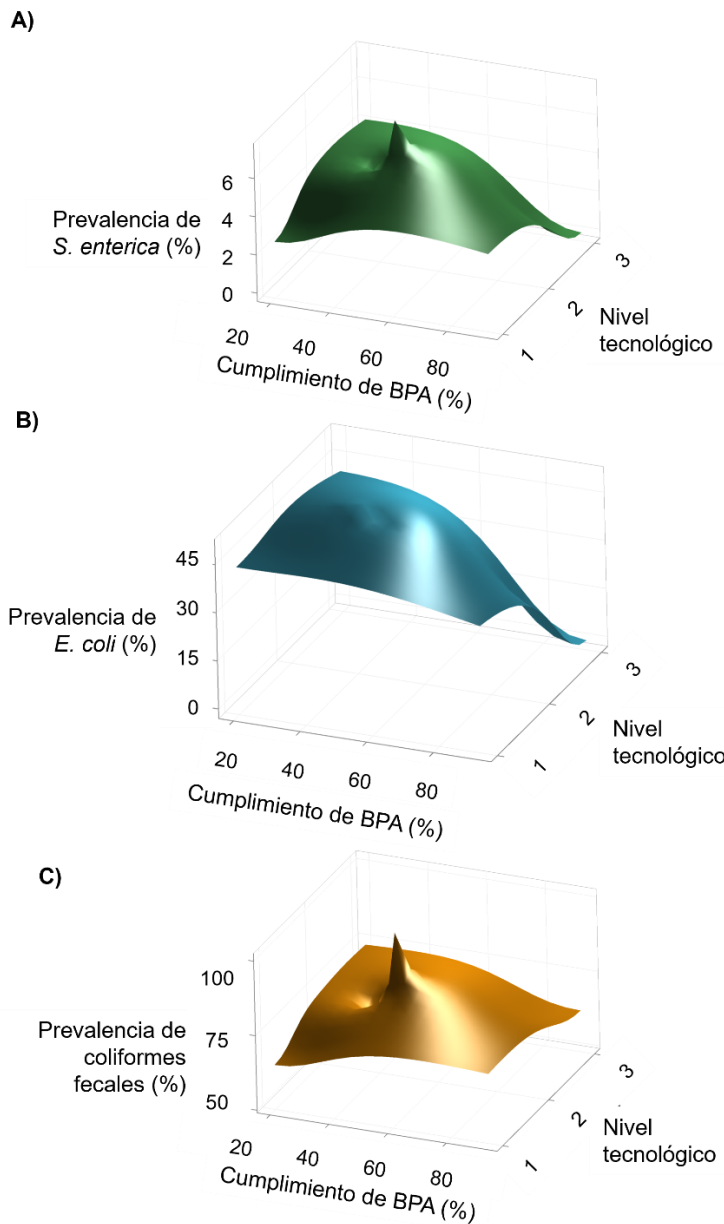 A)
6
4
2
0
Prevalencia de
S. enterica (%)
20
40
60
80
Cumplimiento de BPA (%)
1
2
3
Nivel
tecnológico
B)
45
30
15
0
Prevalencia de
E. coli (%)
20
40
60
80
Cumplimiento de BPA (%)
1
2
3
Nivel
tecnológico
C)
100
75
50
Prevalencia de
coliformes
fecales (%)
20
40
60
80
Cumplimiento de BPA (%)
1
2
3
Nivel
tecnológico